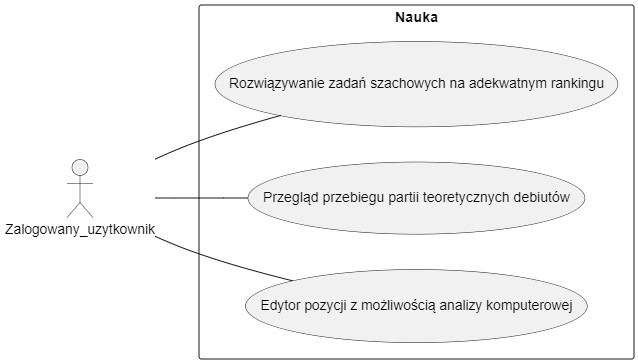 Nauka
Rozwiązywanie zadań szachowych na adekwatnym rankingu
Przegląd przebiegu partii teoretycznych debiutów
Zalogowany_uzytkownik
Edytor pozycji z możliwością analizy komputerowej